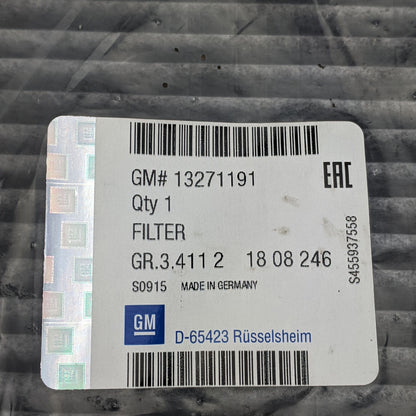 GM# 13271191
EAC
Qty 1
FILTER
GR.3.411 2 18 08 246
S0915 MADE IN GERMANY
S455937558
GM
D-65423 Rüsselsheim